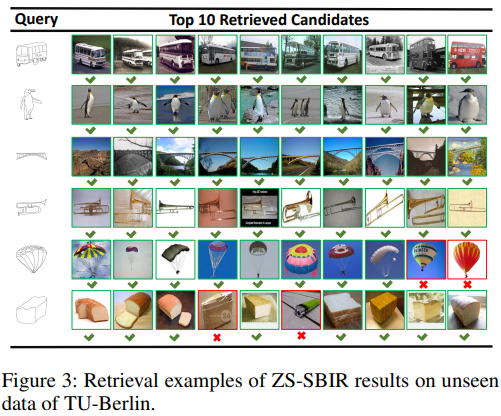 Query
Top 10 Retrieved Candidates
Figure 3: Retrieval examples of ZS-SBIR results on unseen
data of TU-Berlin.